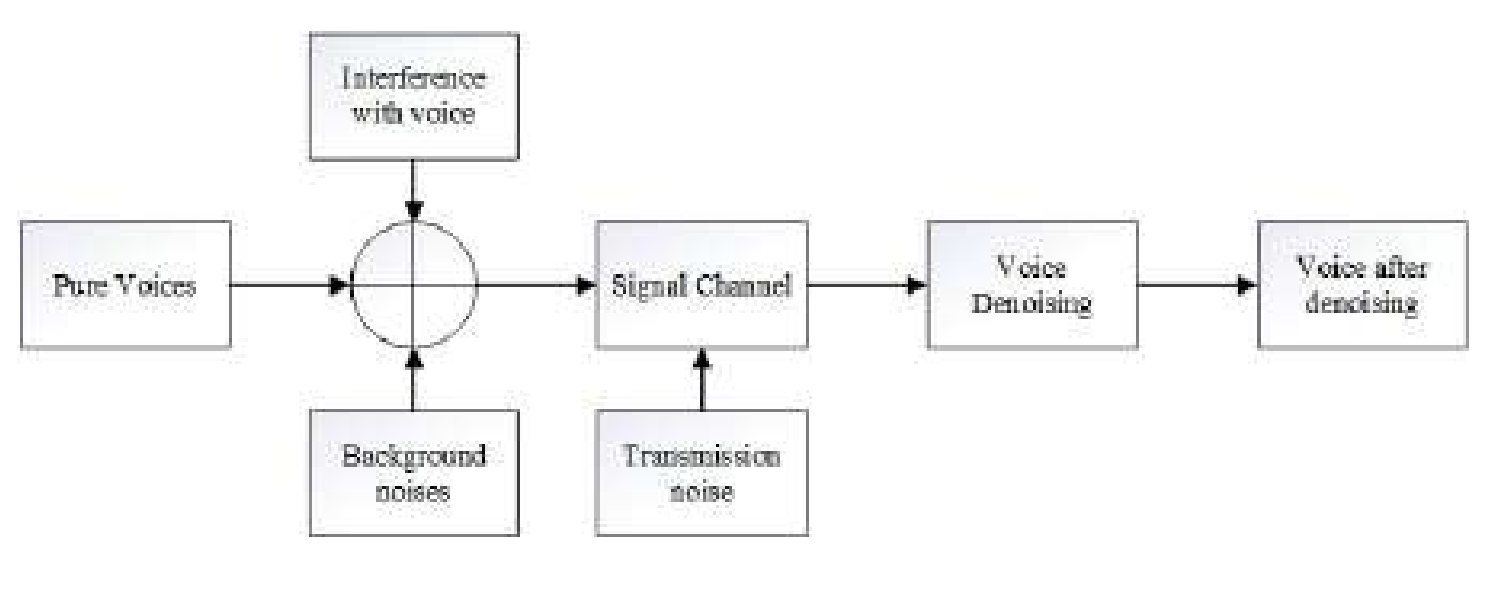 Interference
with voice
Pure Voices
Signal Channel
Voice
Denoising
Voice after
denoising
Background
noises
Transmission
noise